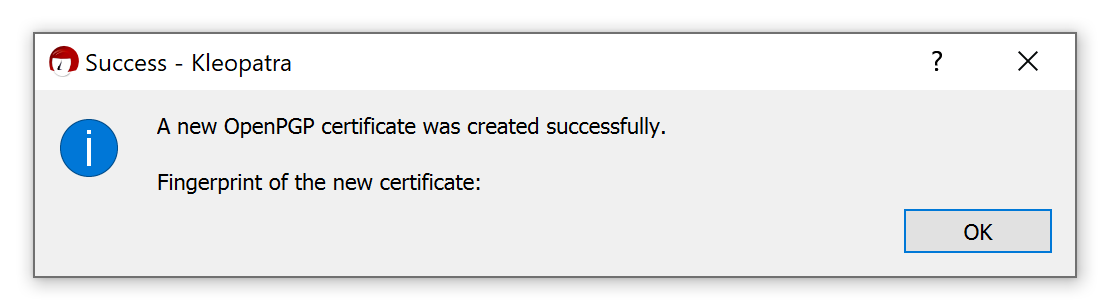 Success - Kleopatra ?
A new OpenPGP certificate was created successfully.
Fingerprint of the new certificate:
OK